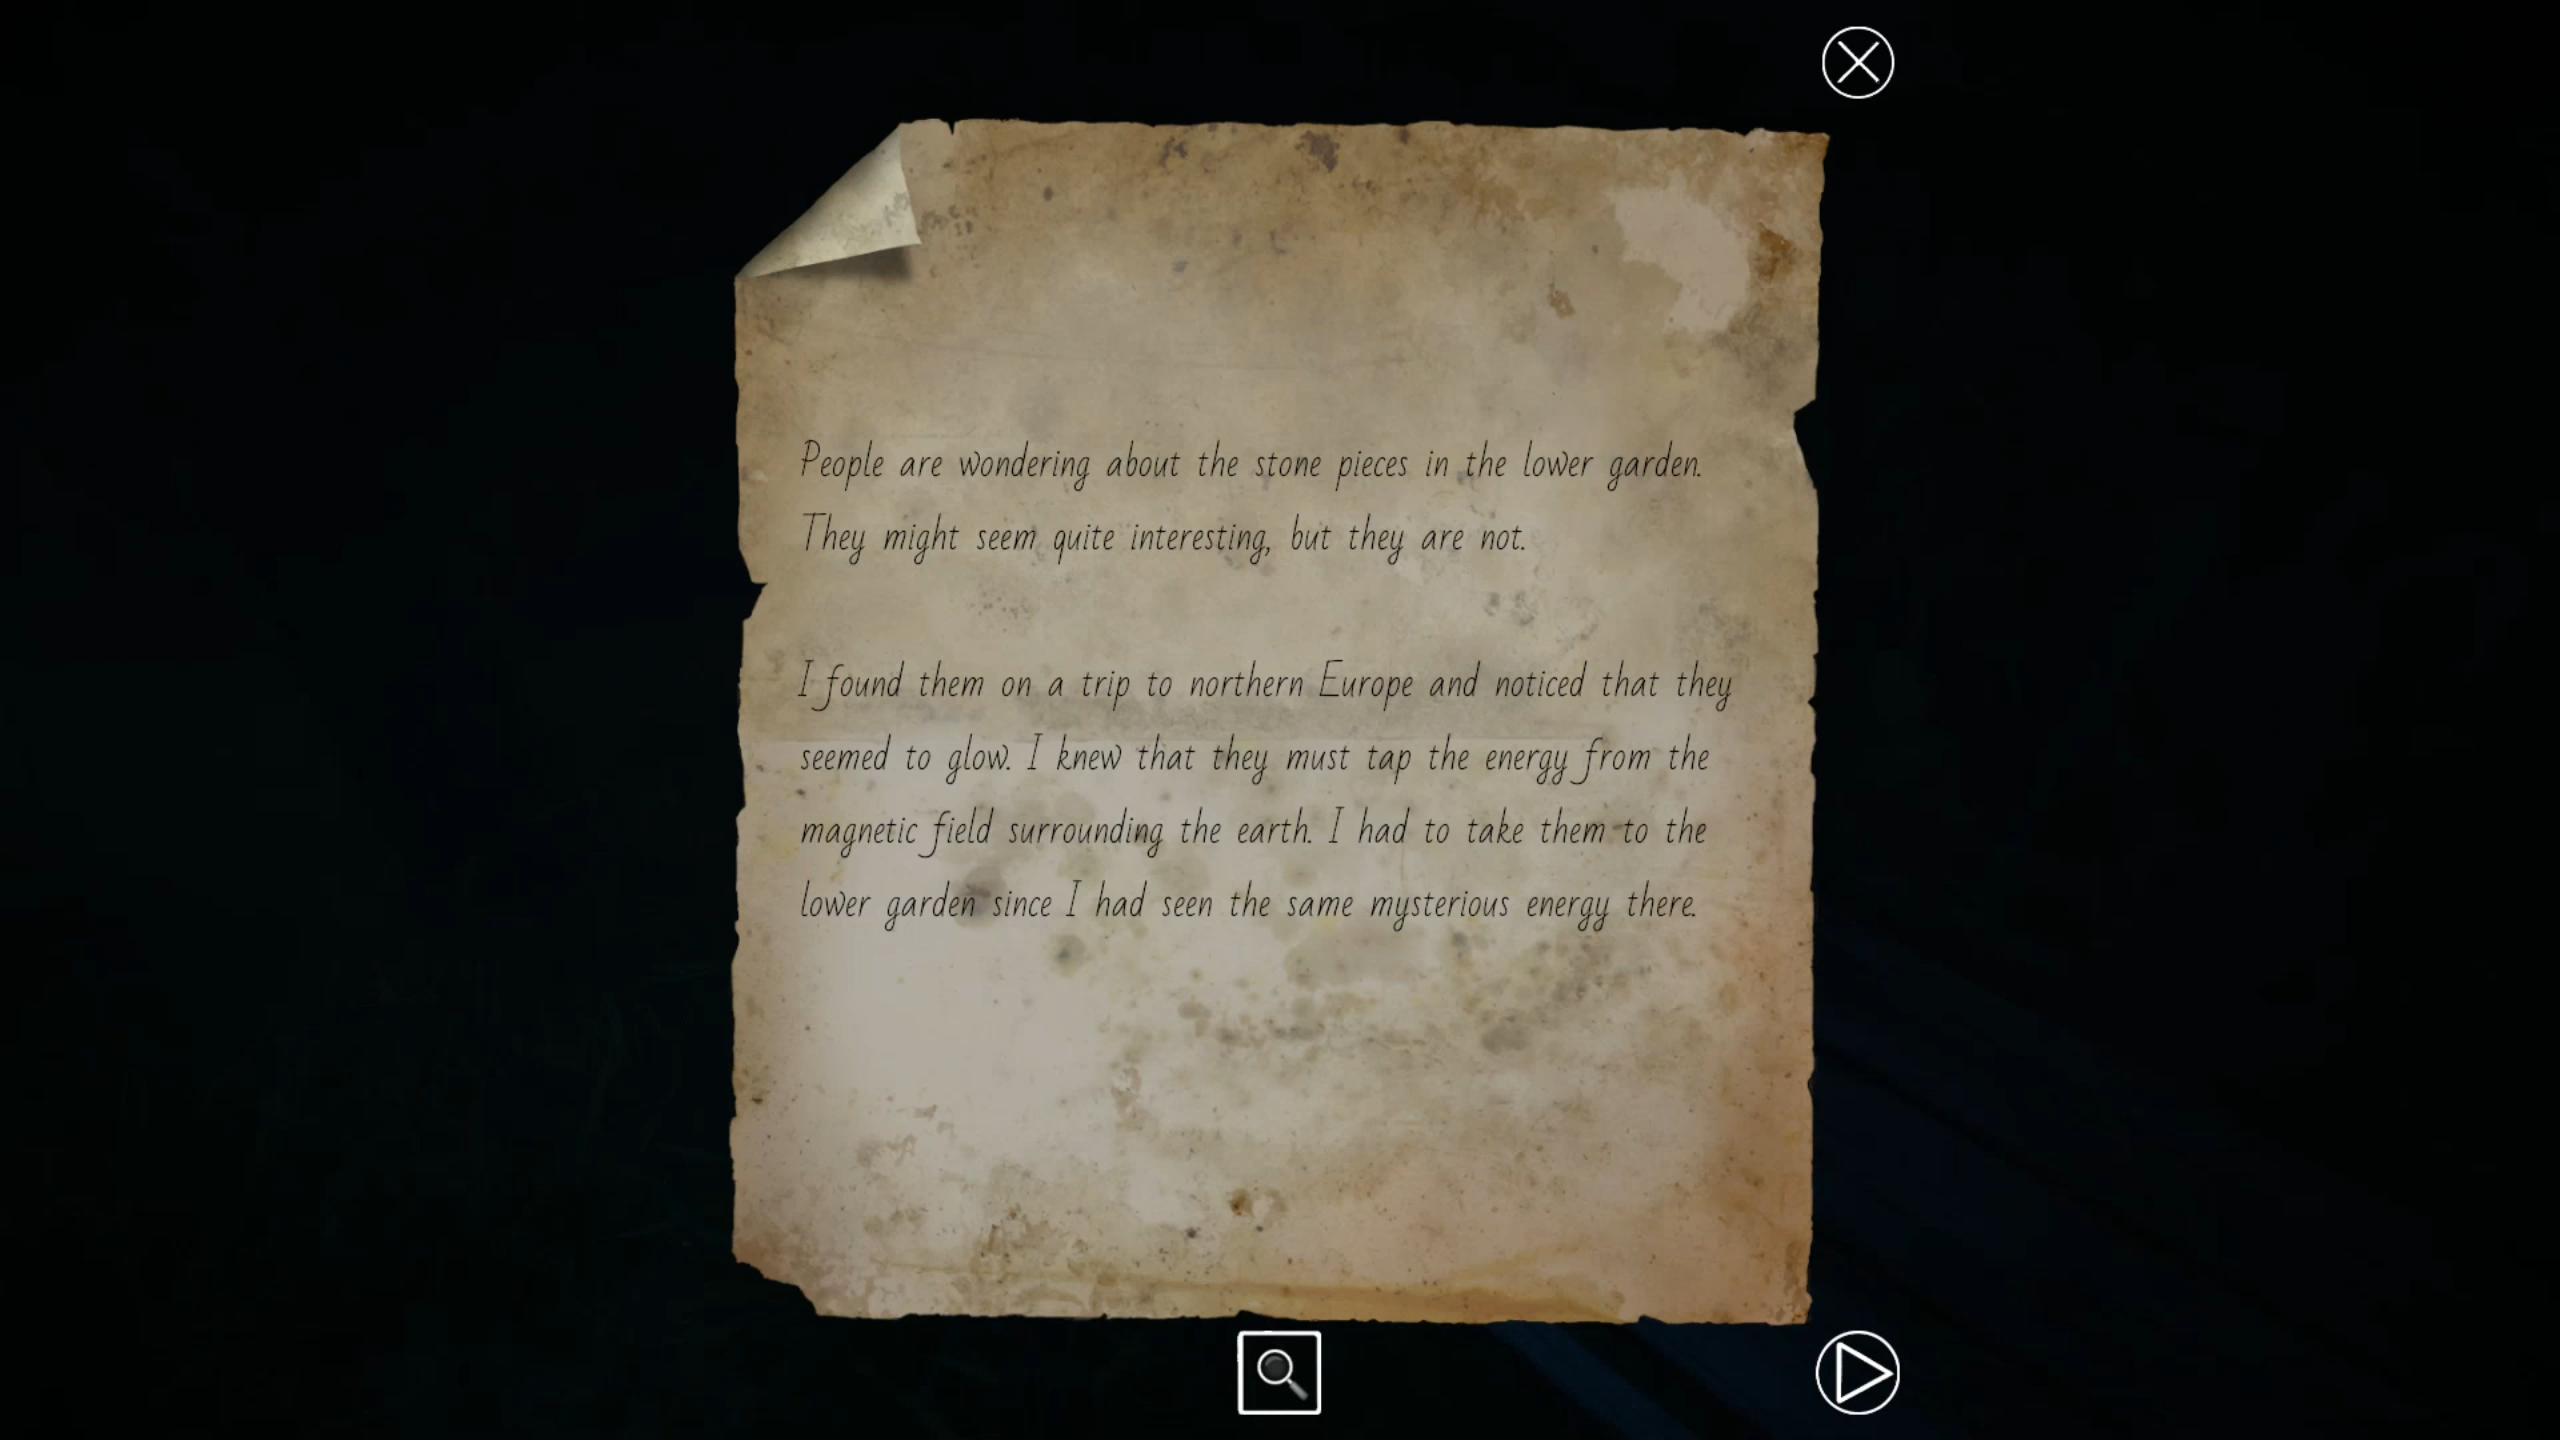 People are wondering about the stone pieces in the lower garden.
They might seem quite interesting, but they are not.
I found them on a trip to northern Europe and noticed that they
seemed to glow. I knew that they must tap the energy from the
magnetic field surrounding the earth. I had to take them to the
lower garden since I had seen the same mysterious energy there.